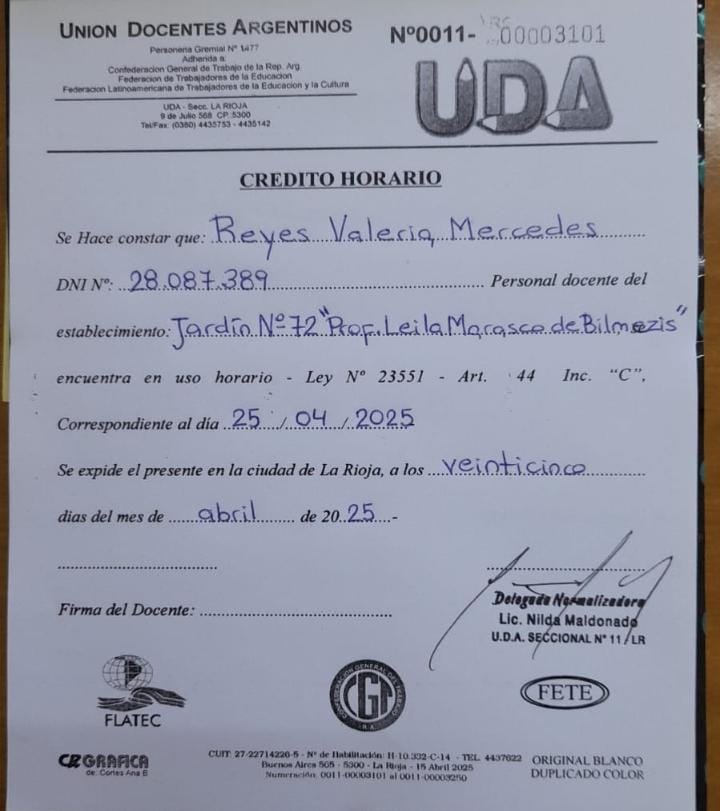 UNION DOCENTES ARGENTINOS
Personeria Gremial Nº 1477
Adherida a:
Confederacion General de Trabajo de la Rep. Arg.
Federacion de Trabajadores de la Educacion
Federacion Latinoamericana de Trabajadores de la Educacion y la Cultura
UDA - Secc. LA RIOJA
9 de Julio 568 CP. 5300
Tel/Fax: (0380) 4435753 - 4435142
Nº0011- 00003101
UDA
CREDITO HORARIO
Se Hace constar que: Reyes Valeria Mercedes
DNI Nº: 28.087.389 Personal docente del
establecimiento: Jardín Nº 72 "Prof. Leila Marasco de Bilmezis"
encuentra en uso horario - Ley Nº 23551 - Art. 44 Inc. "C",
Correspondiente al día 25 / 04 / 2025
Se expide el presente en la ciudad de La Rioja, a los veinticinco
dias del mes de abril de 20 25 .-
Firma del Docente:
Delegada Normalizadora
Lic. Nilda Maldonado
U.D.A. SECCIONAL Nº 11 / LR
FLATEC
CONFEDERACION GENERAL DEL TRABAJO
CGT
R.A.
FETE
CR GRAFICA
de: Cortes Ana B
CUIT: 27-22714226-5 - Nº de Habilitación: H-10.332-C-14 - TEL. 4437622
Buenos Aires 505 - 5300 - La Rioja - 15 Abril 2025
Numeración: 0011-00003101 al 0011-00003250
ORIGINAL BLANCO
DUPLICADO COLOR